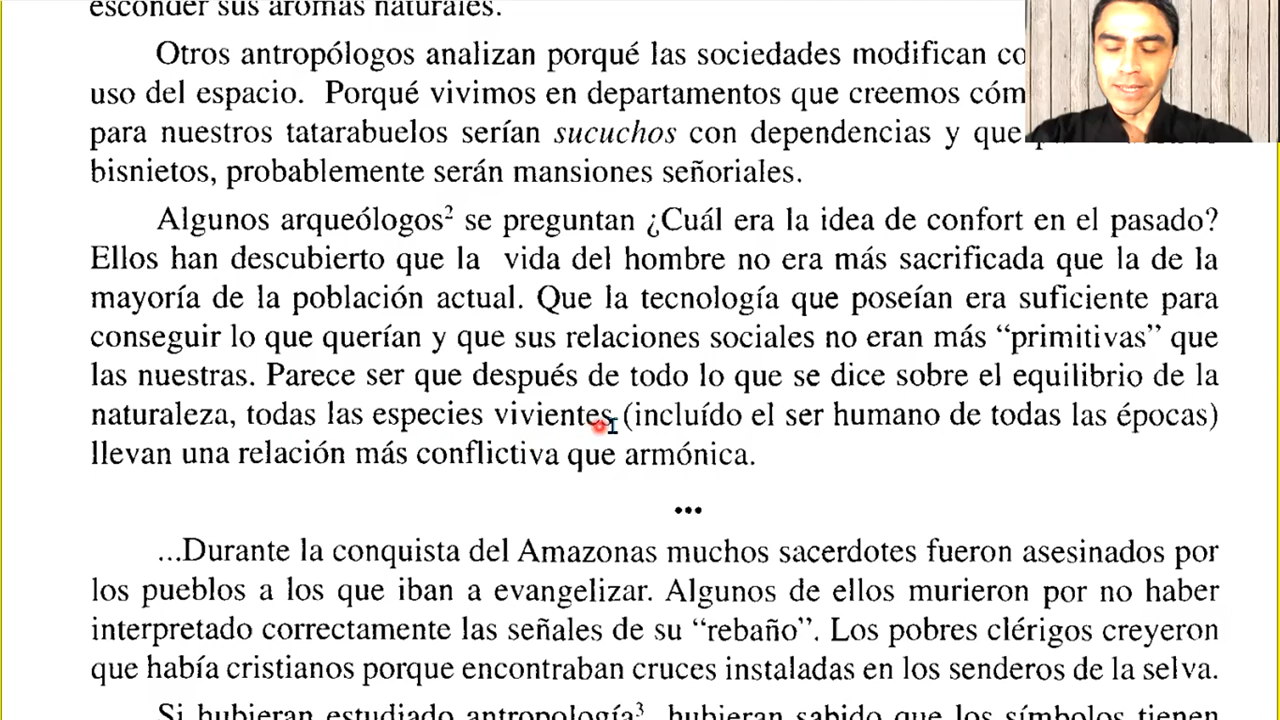 esconder sus aromas naturales.
Otros antropólogos analizan porqué las sociedades modifican
uso del espacio. Porqué vivimos en departamentos que creemos
para nuestros tatarabuelos serían sucuchos con dependencias y que
bisnietos, probablemente serán mansiones señoriales.
Algunos arqueólogos² se preguntan ¿Cuál era la idea de confort en el pasado?
Ellos han descubierto que la vida del hombre no era más sacrificada que la de la
mayoría de la población actual. Que la tecnología que poseían era suficiente para
conseguir lo que querían y que sus relaciones sociales no eran más “primitivas” que
las nuestras. Parece ser que después de todo lo que se dice sobre el equilibrio de la
naturaleza, todas las especies vivientes (incluído el ser humano de todas las épocas)
llevan una relación más conflictiva que armónica.
•••
...Durante la conquista del Amazonas muchos sacerdotes fueron asesinados por
los pueblos a los que iban a evangelizar. Algunos de ellos murieron por no haber
interpretado correctamente las señales de su “rebaño”. Los pobres clérigos creyeron
que había cristianos porque encontraban cruces instaladas en los senderos de la selva.
Si hubieran estudiado antropología³, hubieran sabido que los símbolos tienen